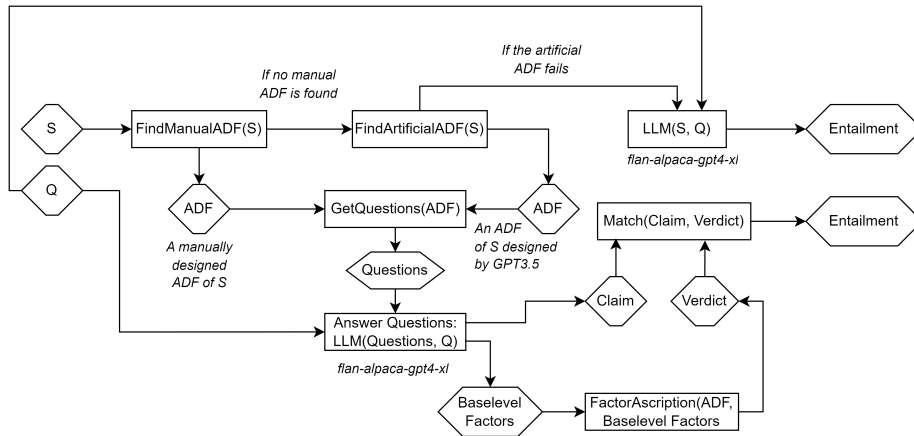 If the artificial
ADF fails
If no manual
ADF is found
S
FindManualADF(S)
FindArtificialADF(S)
LLM(S, Q)
Entailment
flan-alpaca-gpt4-xl
Q
ADF
GetQuestions(ADF)
ADF
Match(Claim, Verdict)
Entailment
A manually
designed
ADF of S
An ADF
of S designed
by GPT3.5
Questions
Claim
Verdict
Answer Questions:
LLM(Questions, Q)
flan-alpaca-gpt4-xl
Baselevel
Factors
FactorAscription(ADF,
Baselevel Factors